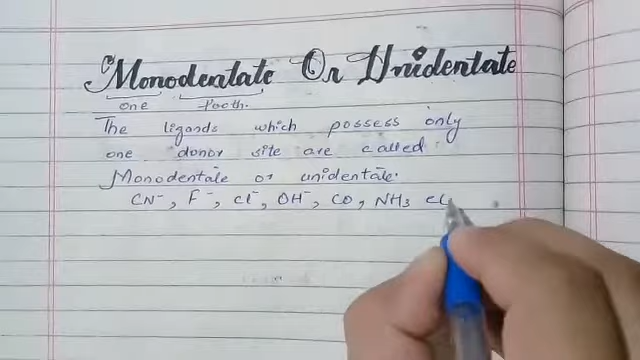 Monodentate Or Unidentate
one tooth.
The ligands which possess only
one donor site are called
Monodentate or unidentate.
CN⁻, F⁻, Cl⁻, OH⁻, CO, NH₃